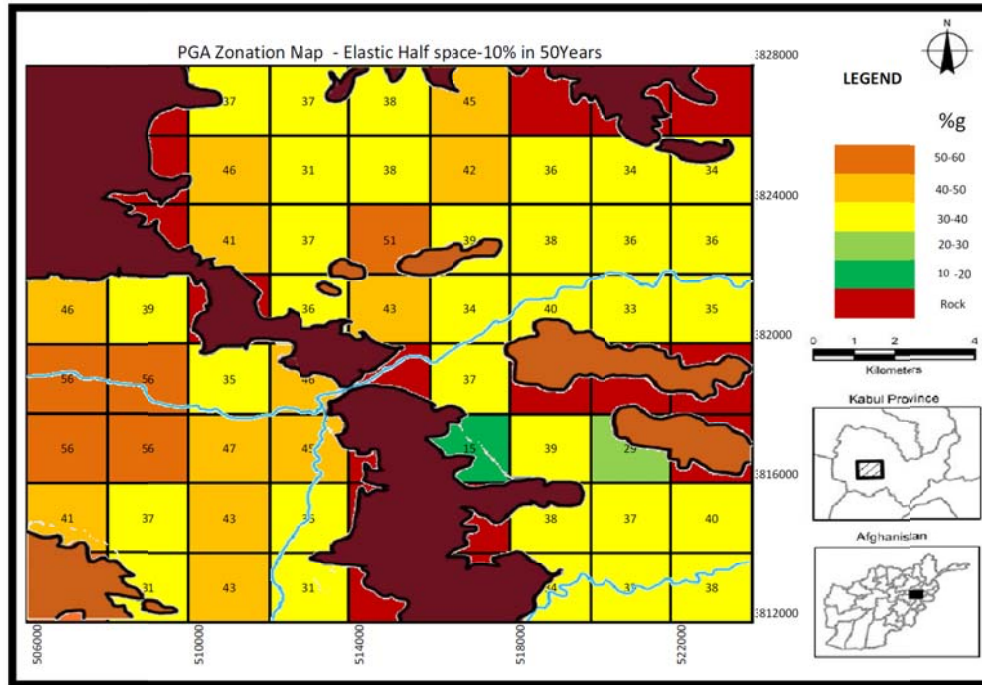 PGA Zonation Nap - Elastic Half space-10% in 50Years
N
LEGEND
%g
50-60
40-50
30-40
20-30
10 -20
Rock
0 1 2 4
Kilometers
Kabul Province
Afghanislan
37 37 38 45
46 31 38 42 36 34 34
41 37 51 39 38 36 36
46 39 36 43 34 40 33 35
56 56 35 46 37
56 56 47 45 15 39 29
41 37 43 38 37 40
31 43 31 38
828000
824000
820000
816000
812000
506000
510000
514000
518000
522000